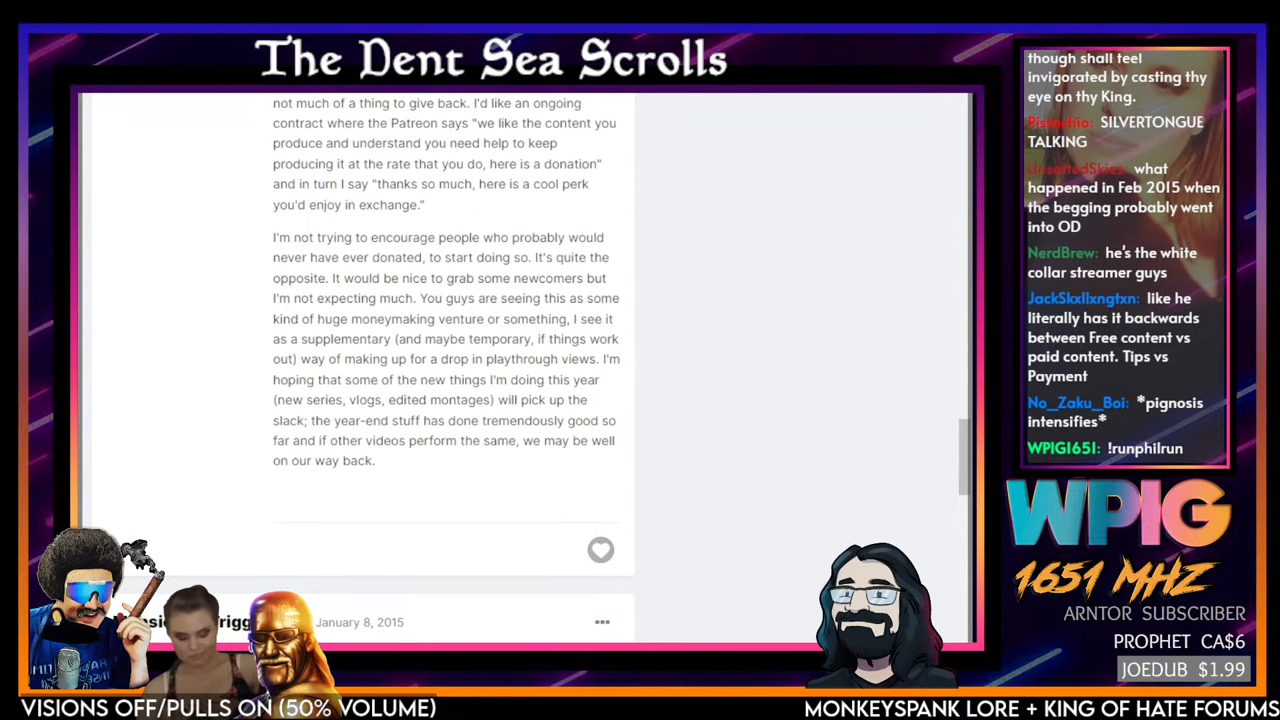 The Dent Sea Scrolls
not much of a thing to give back. I'd like an ongoing
contract where the Patreon says "we like the content you
produce and understand you need help to keep
producing it at the rate that you do, here is a donation"
and in turn I say "thanks so much, here is a cool perk
you'd enjoy in exchange."
I'm not trying to encourage people who probably would
never have ever donated, to start doing so. It's quite the
opposite. It would be nice to grab some newcomers but
I'm not expecting much. You guys are seeing this as some
kind of huge moneymaking venture or something, I see it
as a supplementary (and maybe temporary, if things work
out) way of making up for a drop in playthrough views. I'm
hoping that some of the new things I'm doing this year
(new series, vlogs, edited montages) will pick up the
slack; the year-end stuff has done tremendously good so
far and if other videos perform the same, we may be well
on our way back.
January 8, 2015
though shall feel
invigorated by casting thy
eye on thy King.
Pistachio: SILVERTONGUE
TALKING
UnsaltedSkies: what
happened in Feb 2015 when
the begging probably went
into OD
NerdBrew: he's the white
collar streamer guys
JackSkxllxngtxn: like he
literally has it backwards
between Free content vs
paid content. Tips vs
Payment
No_Zaku_Boi: *pignosis
intensifies*
WPIG1651: !runphilrun
WPIG
1651 MHZ
ARNTOR SUBSCRIBER
PROPHET CA$6
JOEDUB $1.99
VISIONS OFF/PULLS ON (50% VOLUME)
MONKEYSPANK LORE + KING OF HATE FORUMS